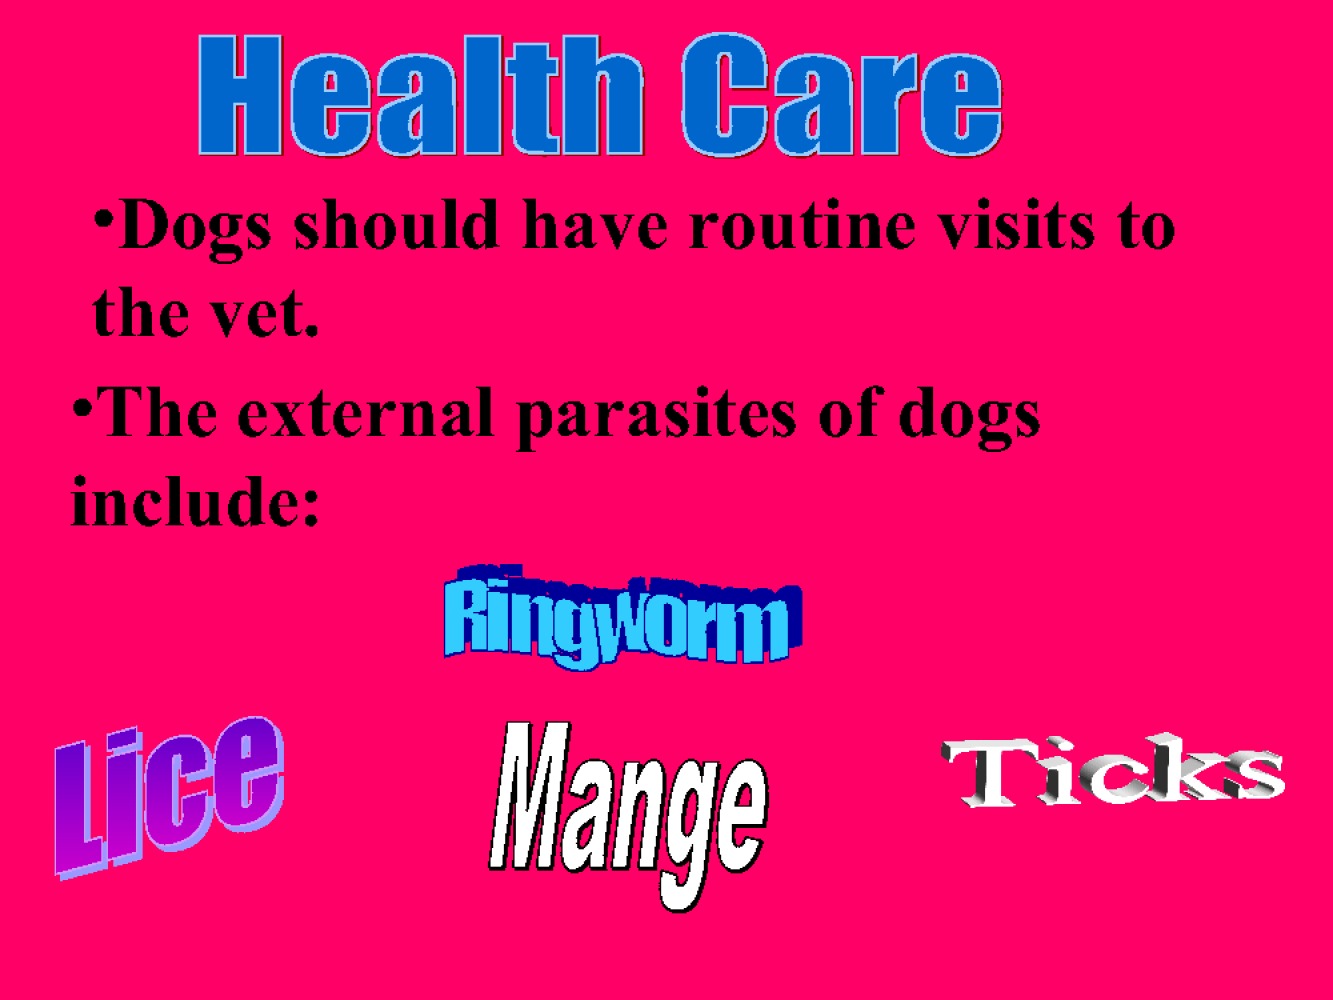 Health Care
•Dogs should have routine visits to
the vet.
•The external parasites of dogs
include:
Ringworm
Lice
Mange
Ticks